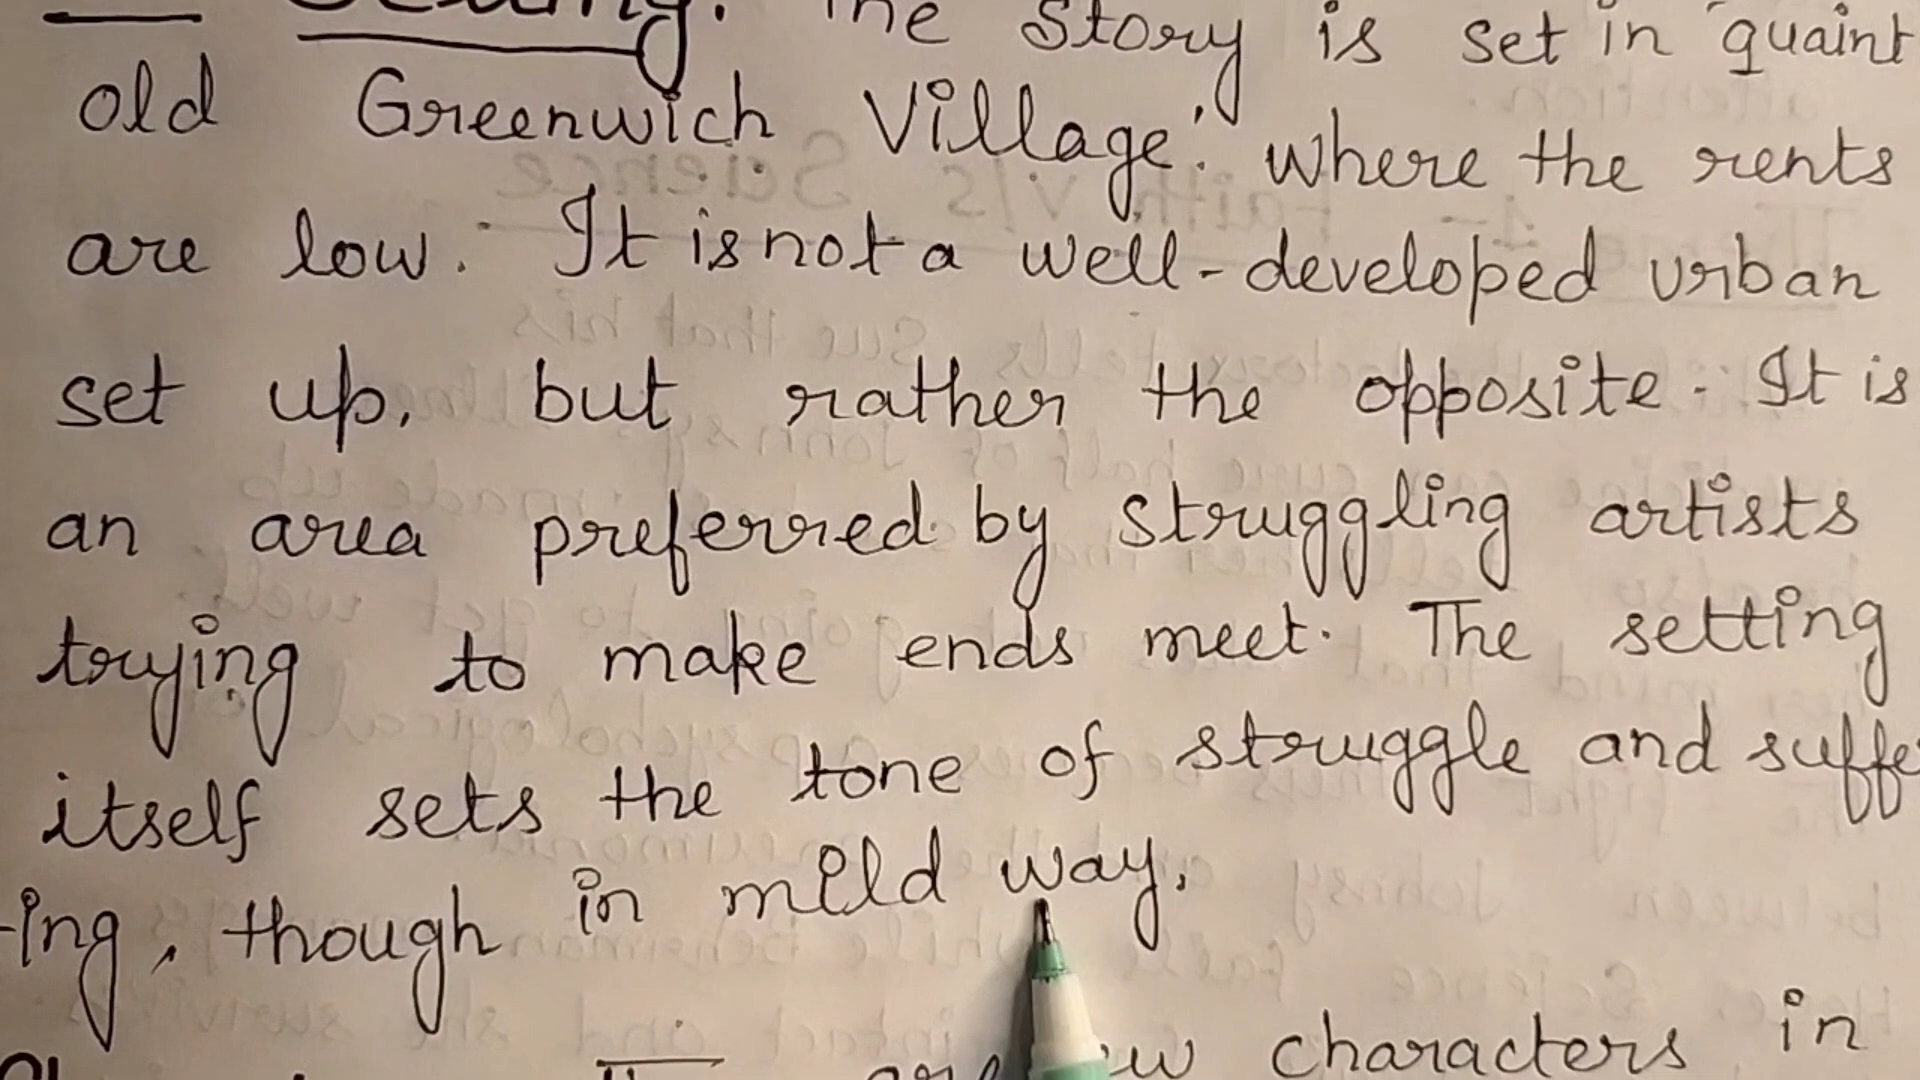 Setting: The story is set in 'quaint
old Greenwich Village'. where the rents
are low. It is not a well-developed urban
set up, but rather the opposite. It is
an area preferred by struggling artists
trying to make ends meet. The setting
itself sets the tone of struggle and suffe
-ing, though in mild way.
characters in